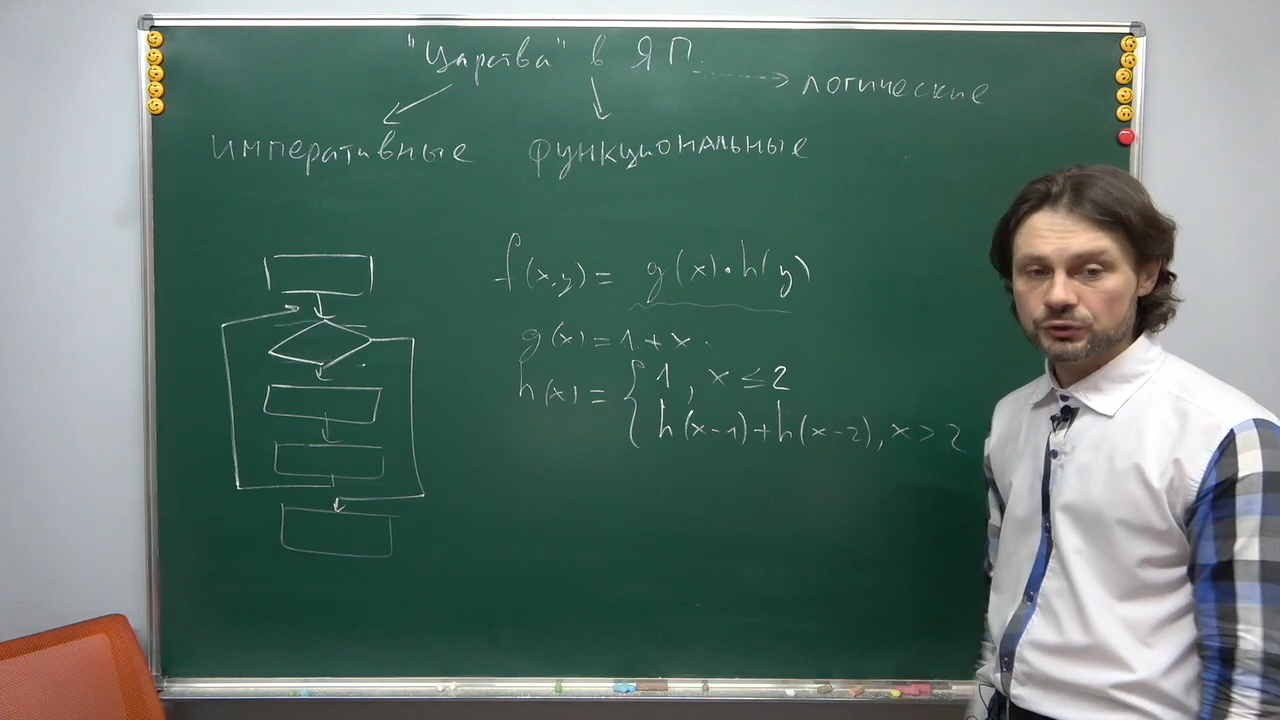 "Царства" в ЯП
логические
императивные функциональные
f(x,y) = g(x)·h(y)
g(x) = 1 + x
h(x) = { 1, x ≤ 2
h(x-1)+h(x-2), x > 2